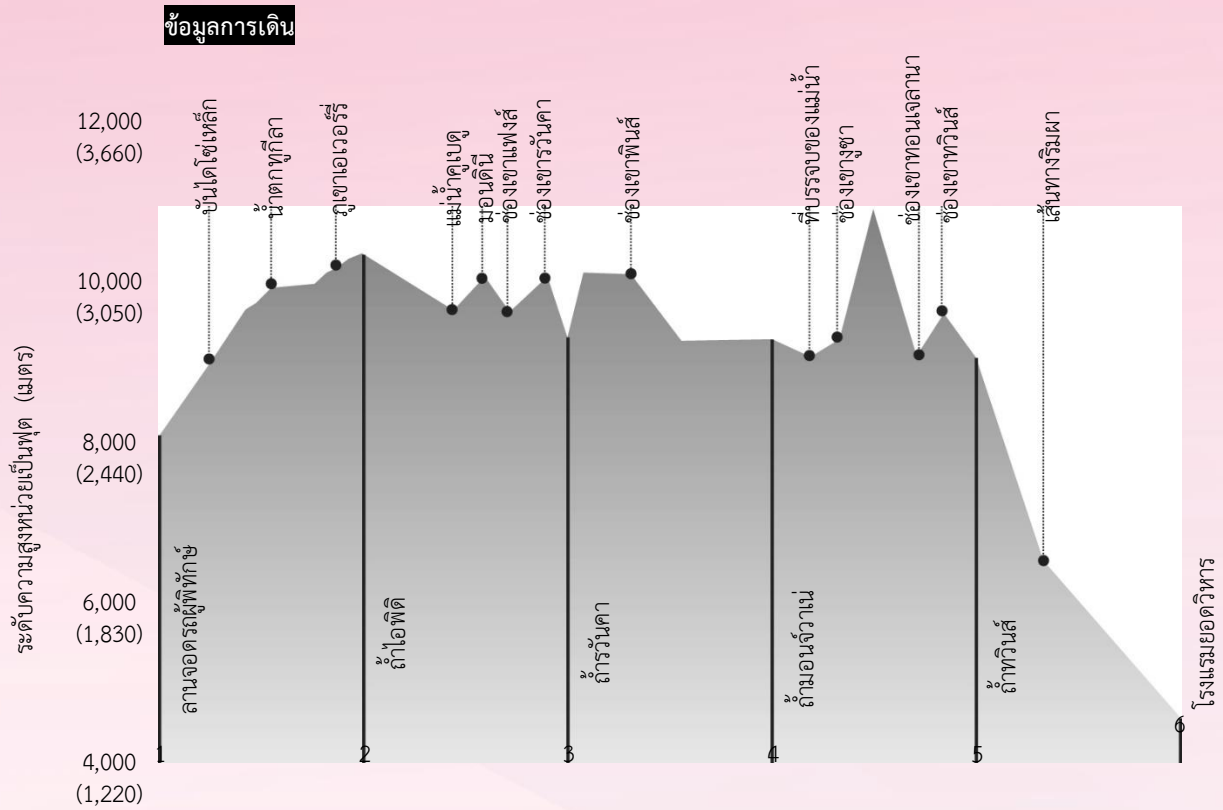 ข้อมูลการเดิน
12,000
(3,660)
10,000
(3,050)
8,000
(2,440)
6,000
(1,830)
4,000
(1,220)
ระดับความสูงหน่วยเป็นฟุต (เมตร)
บันไดโซ่เหล็ก
น้ำตกทูกีลา
ภูเขาเอเวอรี่
แม่น้ำคูเบดู
มอนดินี
ช่องเขาแฟงส์
ช่องเขารวันคา
ช่องเขาพินส์
ที่บรรจบของแม่น้ำ
ช่องเขางูชา
ช่องเขาทอนเจลานา
ช่องเขาทวินส์
เส้นทางริมผา
ลานจอดรถผู้พิทักษ์
ถ้ำไอพิดิ
ถ้ำรวันคา
ถ้ำมอนจ์วาเน่
ถ้ำทวินส์
โรงแรมยอดวิหาร
1
2
3
4
5
6